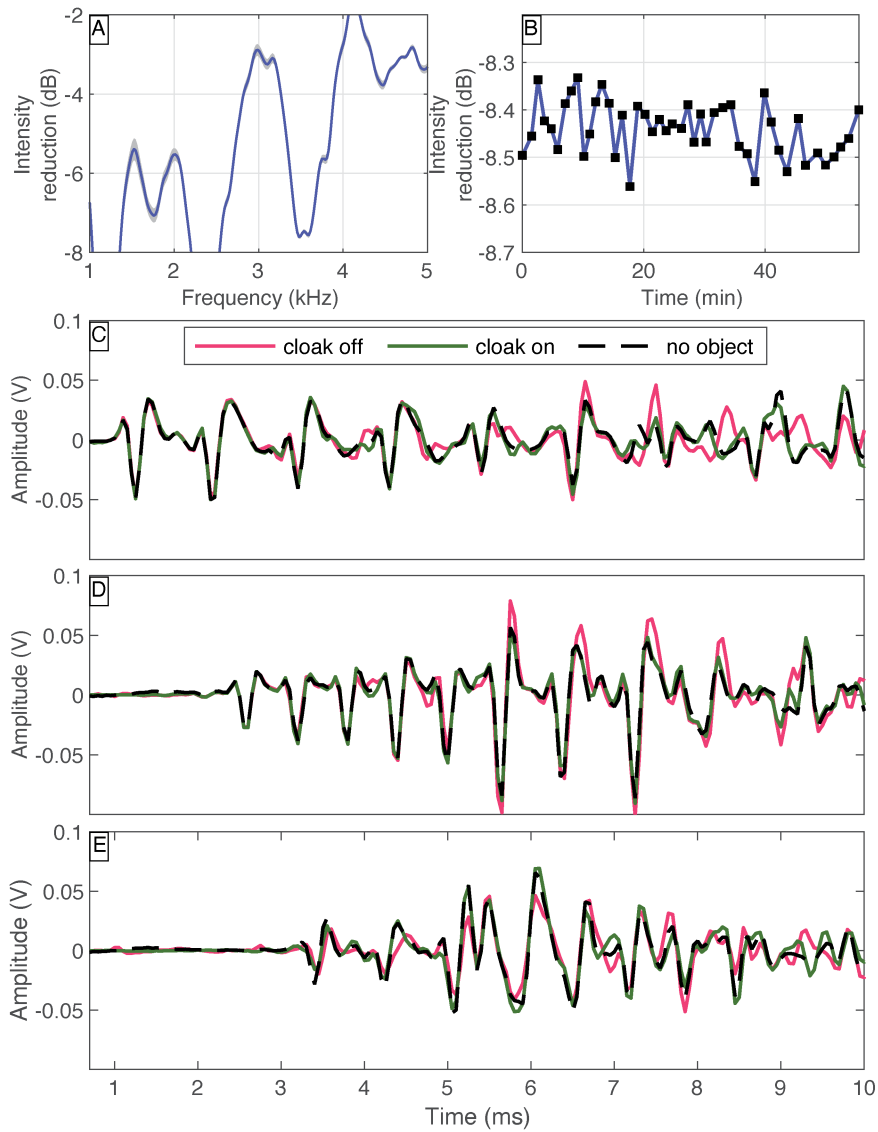 A
-2
-4
-6
-8
Intensity
reduction (dB)
1
2
3
4
5
Frequency (kHz)
B
-8.3
-8.4
-8.5
-8.6
-8.7
Intensity
reduction (dB)
0
20
40
Time (min)
C
cloak off
cloak on
no object
0.1
0.05
0
-0.05
Amplitude (V)
D
0.1
0.05
0
-0.05
Amplitude (V)
E
0.1
0.05
0
-0.05
Amplitude (V)
1
2
3
4
5
6
7
8
9
10
Time (ms)